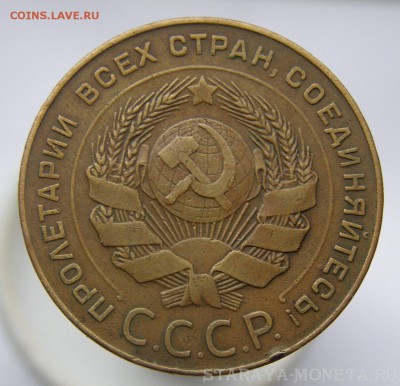 COINS.LAVE.RU
ПРОЛЕТАРИИ ВСЕХ СТРАН, СОЕДИНЯЙТЕСЬ!
С.С.С.Р.
STARAYA-MONETA.RU